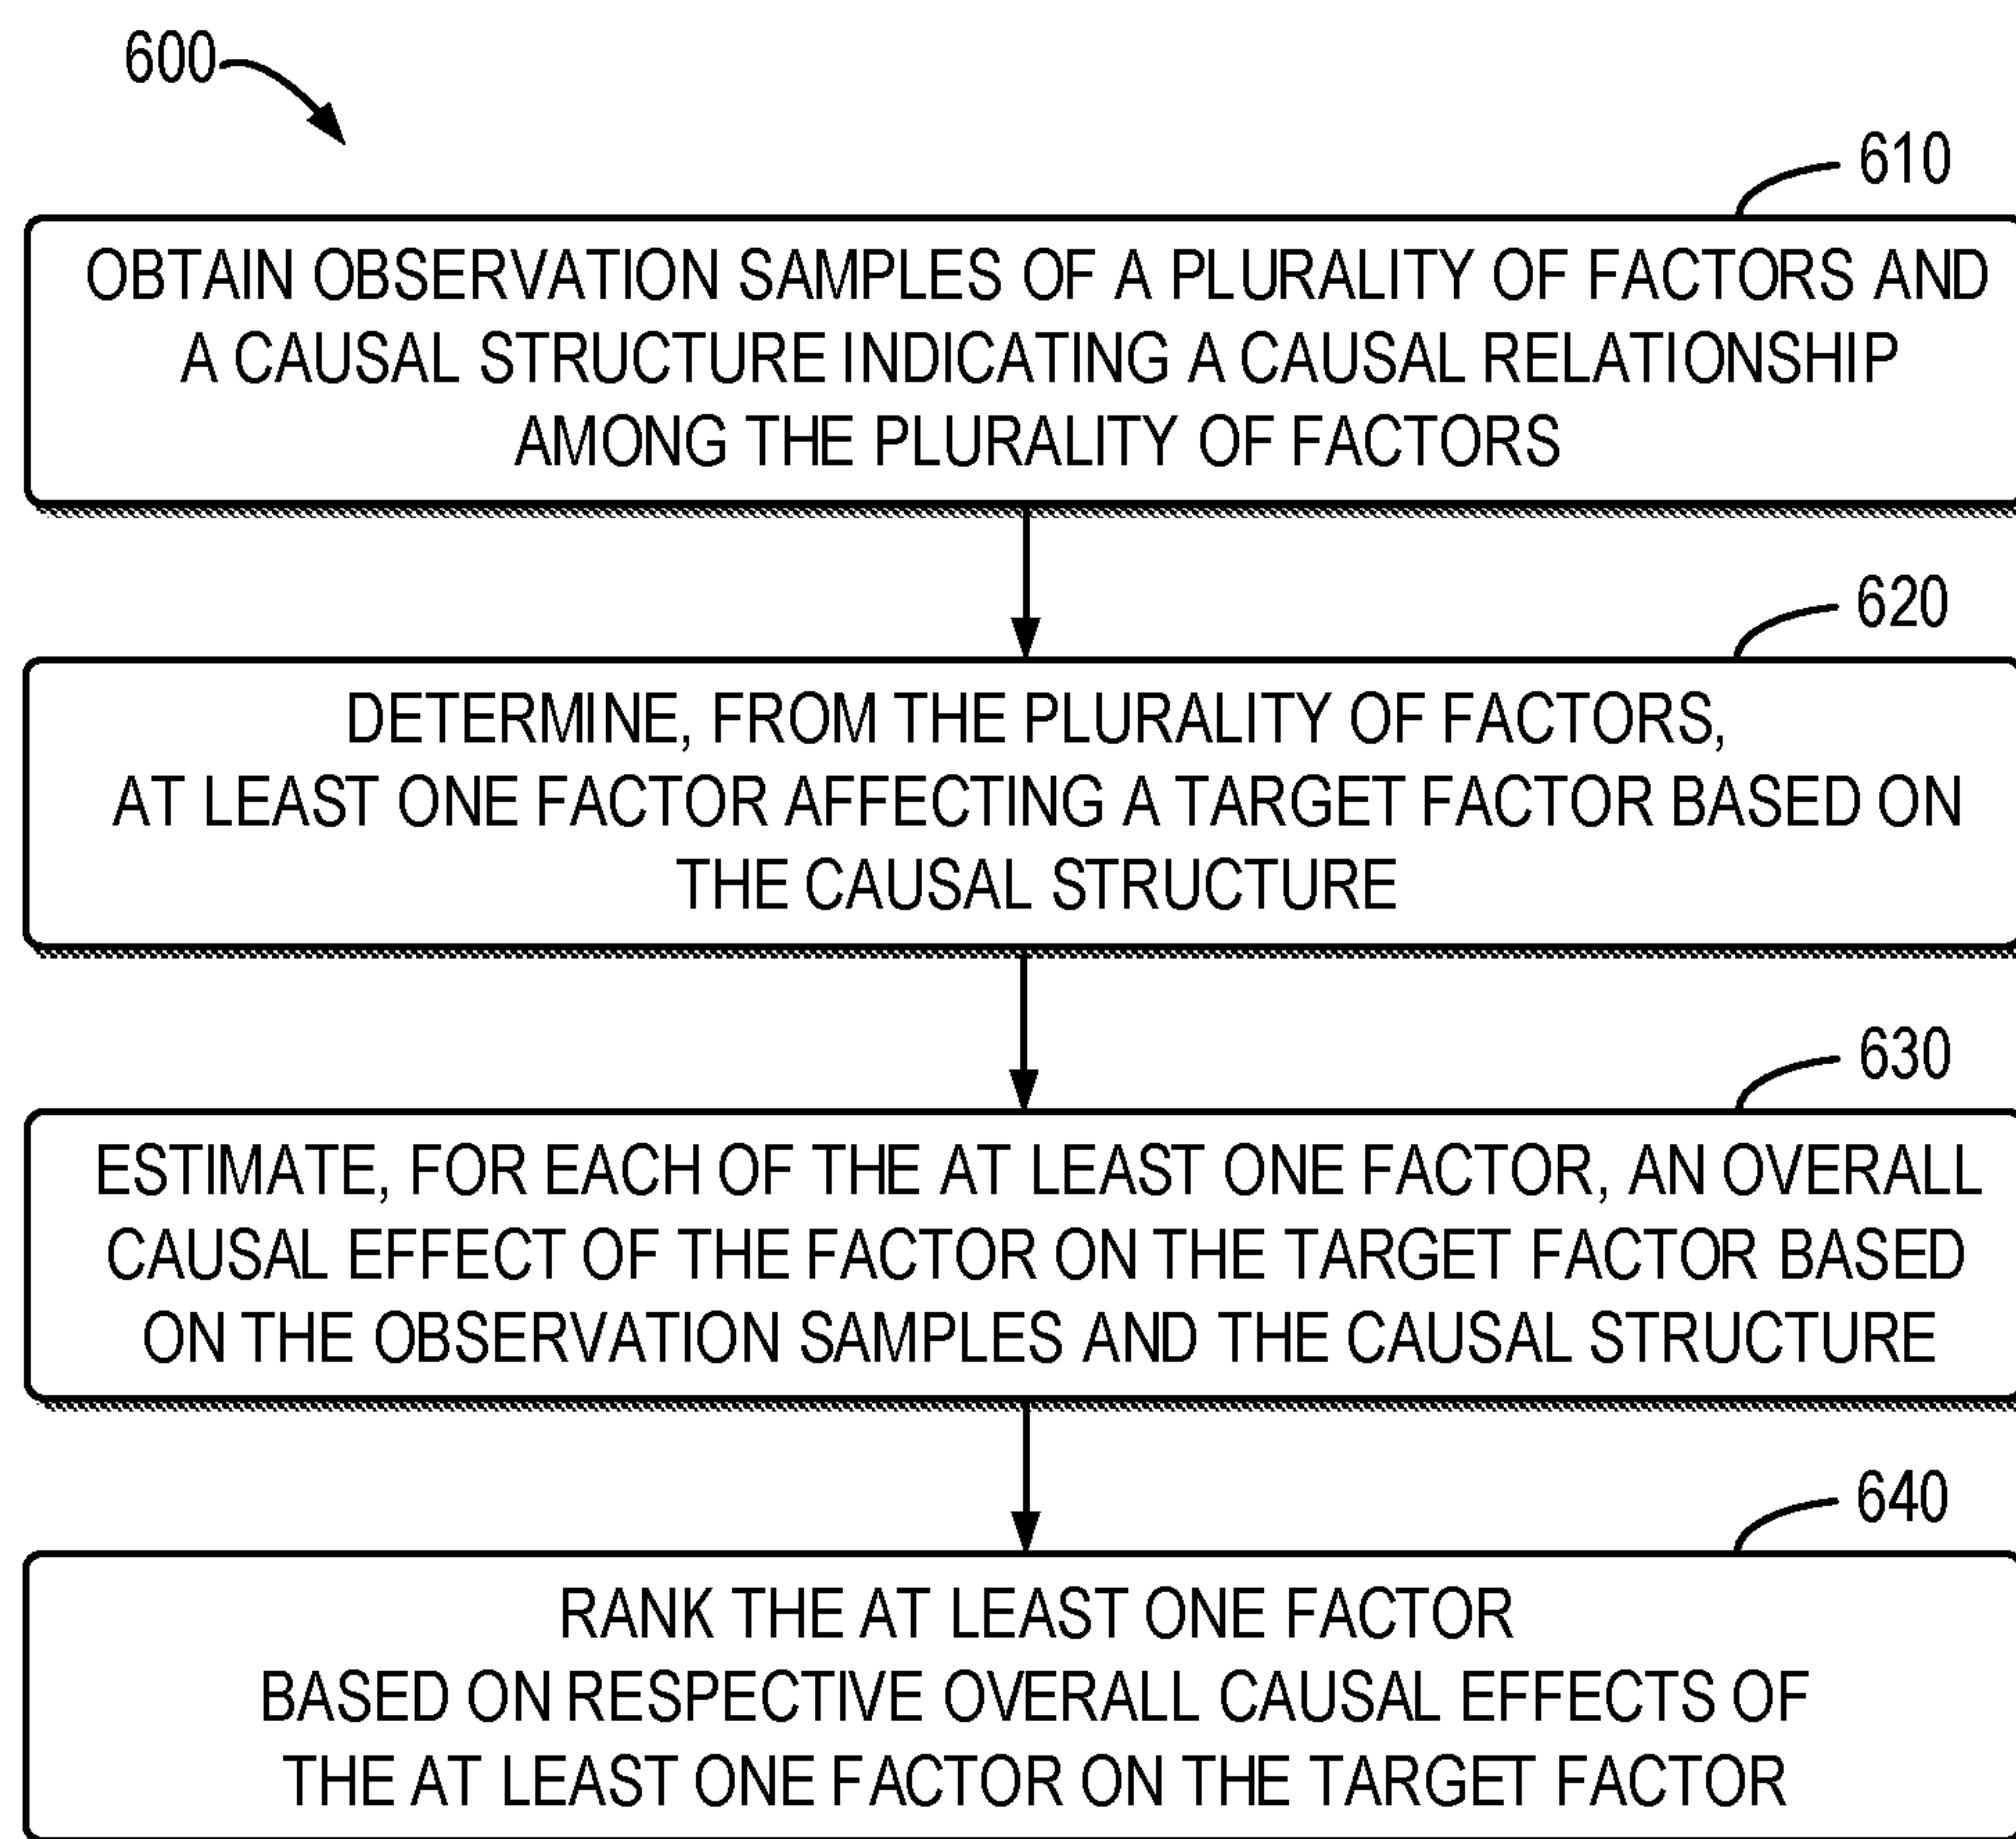 600
610
OBTAIN OBSERVATION SAMPLES OF A PLURALITY OF FACTORS AND
A CAUSAL STRUCTURE INDICATING A CAUSAL RELATIONSHIP
AMONG THE PLURALITY OF FACTORS
620
DETERMINE, FROM THE PLURALITY OF FACTORS,
AT LEAST ONE FACTOR AFFECTING A TARGET FACTOR BASED ON
THE CAUSAL STRUCTURE
630
ESTIMATE, FOR EACH OF THE AT LEAST ONE FACTOR, AN OVERALL
CAUSAL EFFECT OF THE FACTOR ON THE TARGET FACTOR BASED
ON THE OBSERVATION SAMPLES AND THE CAUSAL STRUCTURE
640
RANK THE AT LEAST ONE FACTOR
BASED ON RESPECTIVE OVERALL CAUSAL EFFECTS OF
THE AT LEAST ONE FACTOR ON THE TARGET FACTOR